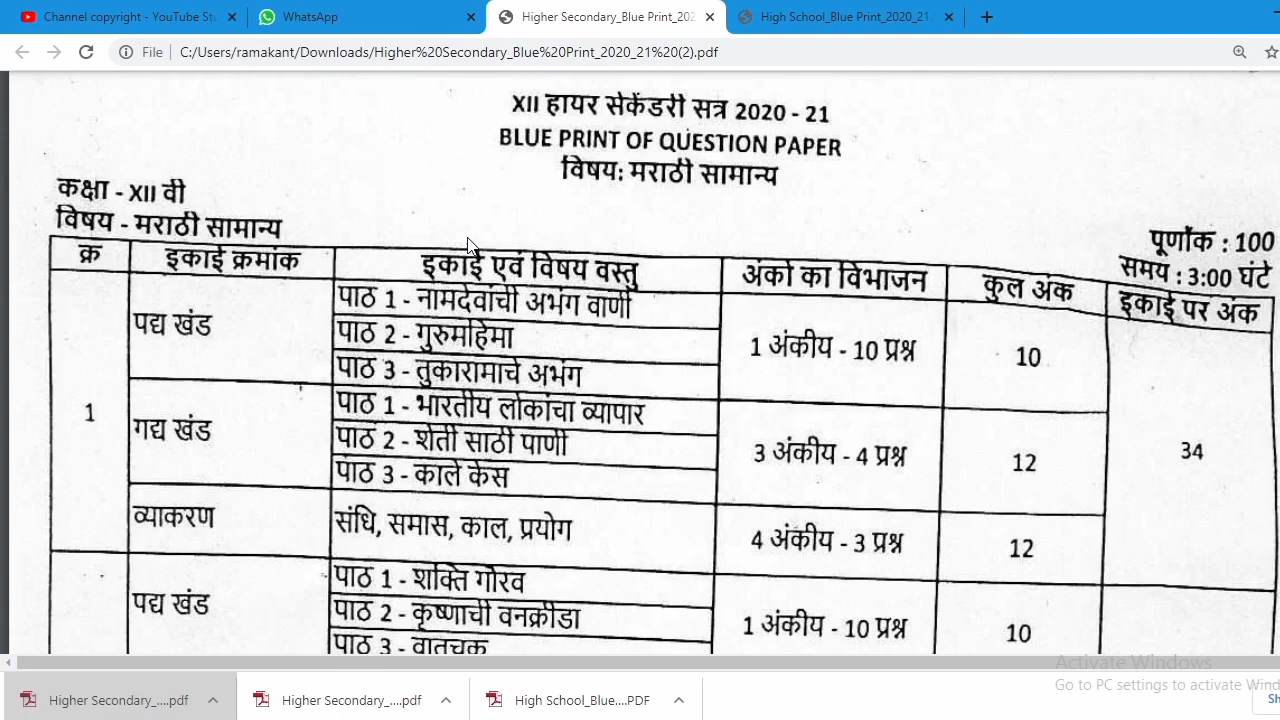 Channel copyright - YouTube Stu
WhatsApp
Higher Secondary_Blue Print_202
High School_Blue Print_2020_21.
File
C:/Users/ramakant/Downloads/Higher%20Secondary_Blue%20Print_2020_21%20(2).pdf
XII हायर सेकेंडरी सत्र 2020 - 21
BLUE PRINT OF QUESTION PAPER
विषय: मराठी सामान्य
कक्षा - XII वी
विषय - मराठी सामान्य
पूर्णांक : 100
समय : 3:00 घंटे
क्र इकाई क्रमांक इकाई एवं विषय वस्तु अंको का विभाजन कुल अंक इकाई पर अंक
1 पद्य खंड पाठ 1 - नामदेवांची अभंग वाणी 1 अंकीय - 10 प्रश्न 10 34
पाठ 2 - गुरुमहिमा
पाठ 3 - तुकारामाचे अभंग
गद्य खंड पाठ 1 - भारतीय लोकांचा व्यापार 3 अंकीय - 4 प्रश्न 12
पाठ 2 - शेती साठी पाणी
पाठ 3 - काले केस
व्याकरण संधि, समास, काल, प्रयोग 4 अंकीय - 3 प्रश्न 12
पद्य खंड पाठ 1 - शक्ति गौरव 1 अंकीय - 10 प्रश्न 10
पाठ 2 - कृष्णाची वनक्रीडा
पाठ 3 - वातचक्र
Activate Windows
Go to PC settings to activate Wind
Higher Secondary_....pdf
Higher Secondary_....pdf
High School_Blue....PDF
Sh